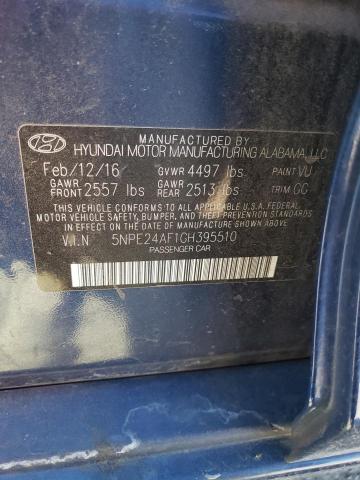 MANUFACTURED BY
HYUNDAI MOTOR MANUFACTURING ALABAMA, LLC
Feb/12/16 GVWR 4497 lbs PAINT VU
GAWR FRONT 2557 lbs GAWR REAR 2513 lbs TRIM GG
THIS VEHICLE CONFORMS TO ALL APPLICABLE U.S.A. FEDERAL
MOTOR VEHICLE SAFETY, BUMPER, AND THEFT PREVENTION
STANDARDS IN EFFECT ON THE DATE OF MANUFACTURE SHOWN
ABOVE.
V.I.N 5NPE24AF1GH395510
PASSENGER CAR